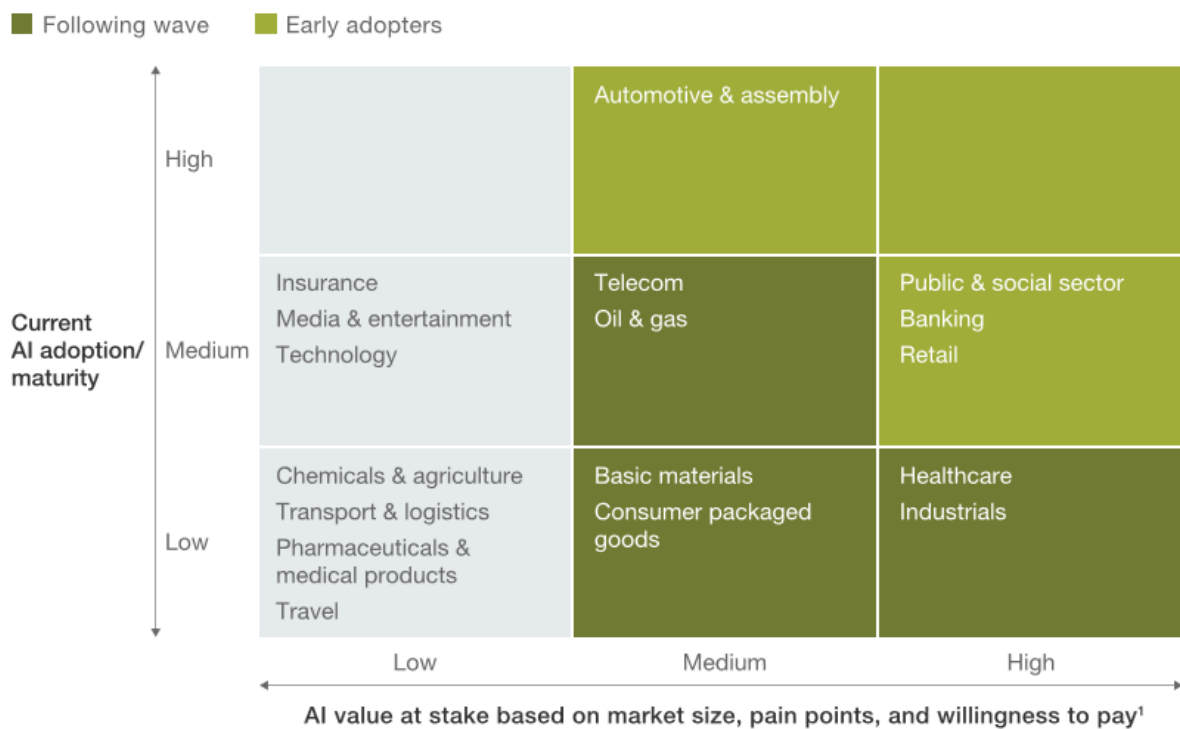 Following wave
Early adopters
Automotive & assembly
High
Insurance
Media & entertainment
Technology
Telecom
Oil & gas
Public & social sector
Banking
Retail
Current
AI adoption/
maturity
Medium
Chemicals & agriculture
Transport & logistics
Pharmaceuticals &
medical products
Travel
Basic materials
Consumer packaged
goods
Healthcare
Industrials
Low
Low
Medium
High
AI value at stake based on market size, pain points, and willingness to pay¹